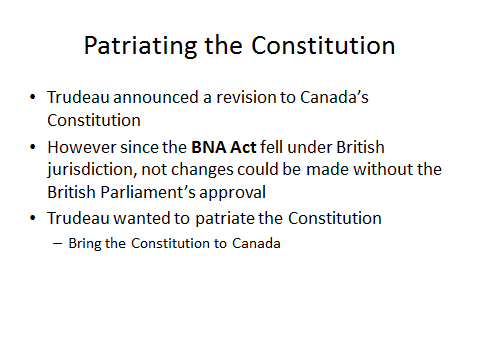 Patriating the Constitution
• Trudeau announced a revision to Canada's
Constitution
• However since the BNA Act fell under British
jurisdiction, not changes could be made without the
British Parliament's approval
• Trudeau wanted to patriate the Constitution
– Bring the Constitution to Canada